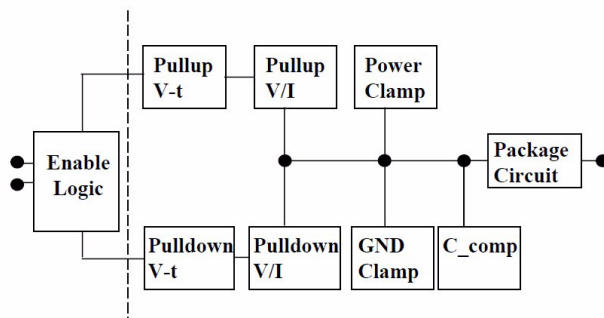 Pullup
V-t
Pullup
V/I
Power
Clamp
Enable
Logic
Package
Circuit
Pulldown
V-t
Pulldown
V/I
GND
Clamp
C_comp